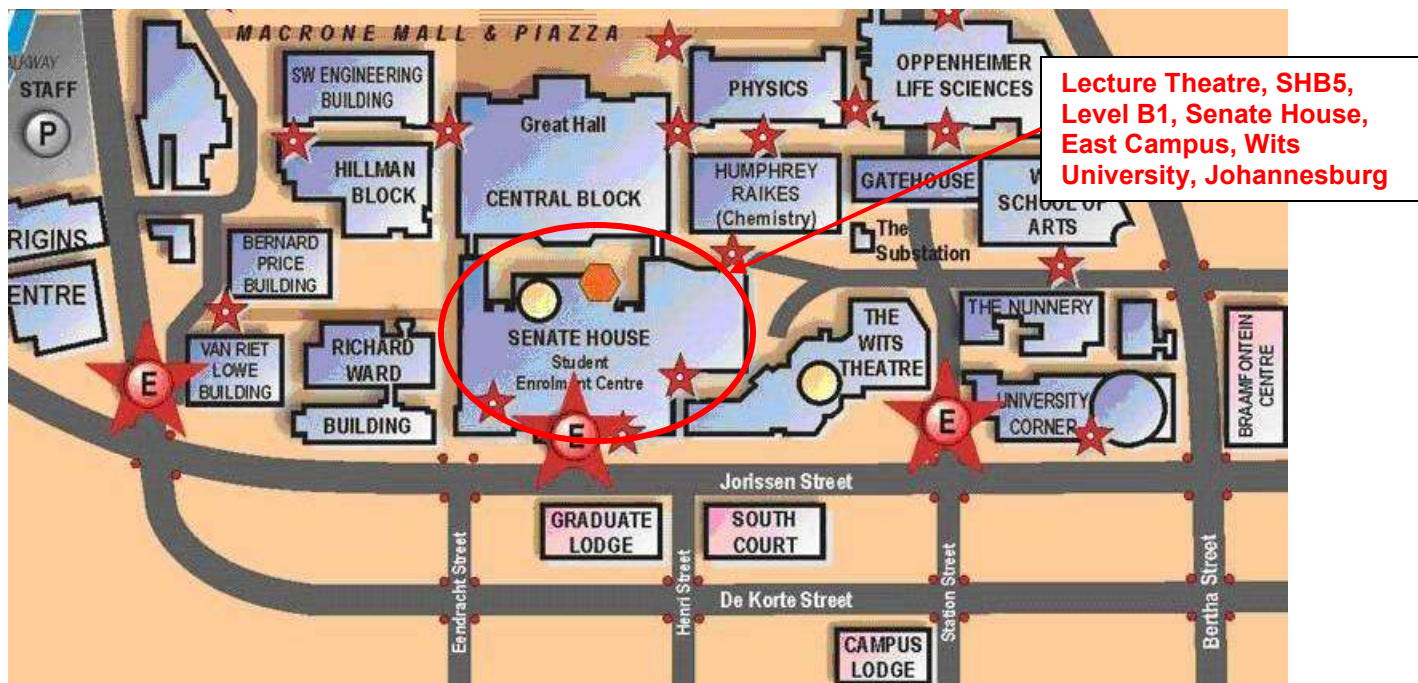 MACRONE MALL & PIAZZA
STAFF
P
SW ENGINEERING
BUILDING
HILLMAN
BLOCK
Great Hall
CENTRAL BLOCK
PHYSICS
OPPENHEIMER
LIFE SCIENCES
Lecture Theatre, SHB5,
Level B1, Senate House,
East Campus, Wits
University, Johannesburg
HUMPHREY
RAIKES
(Chemistry)
GATEHOUSE
SCHOOL OF
ARTS
The
Substation
RIGINS
ENTRE
BERNARD
PRICE
BUILDING
SENATE HOUSE
Student
Enrolment Centre
THE
WITS
THEATRE
THE NUNNERY
VAN RIET
LOWE
BUILDING
RICHARD
WARD
BUILDING
E
E
E
UNIVERSITY
CORNER
BRAAMFONTEIN
CENTRE
Jorissen Street
GRADUATE
LODGE
SOUTH
COURT
Eendracht Street
Henri Street
Station Street
Bertha Street
De Korte Street
CAMPUS
LODGE